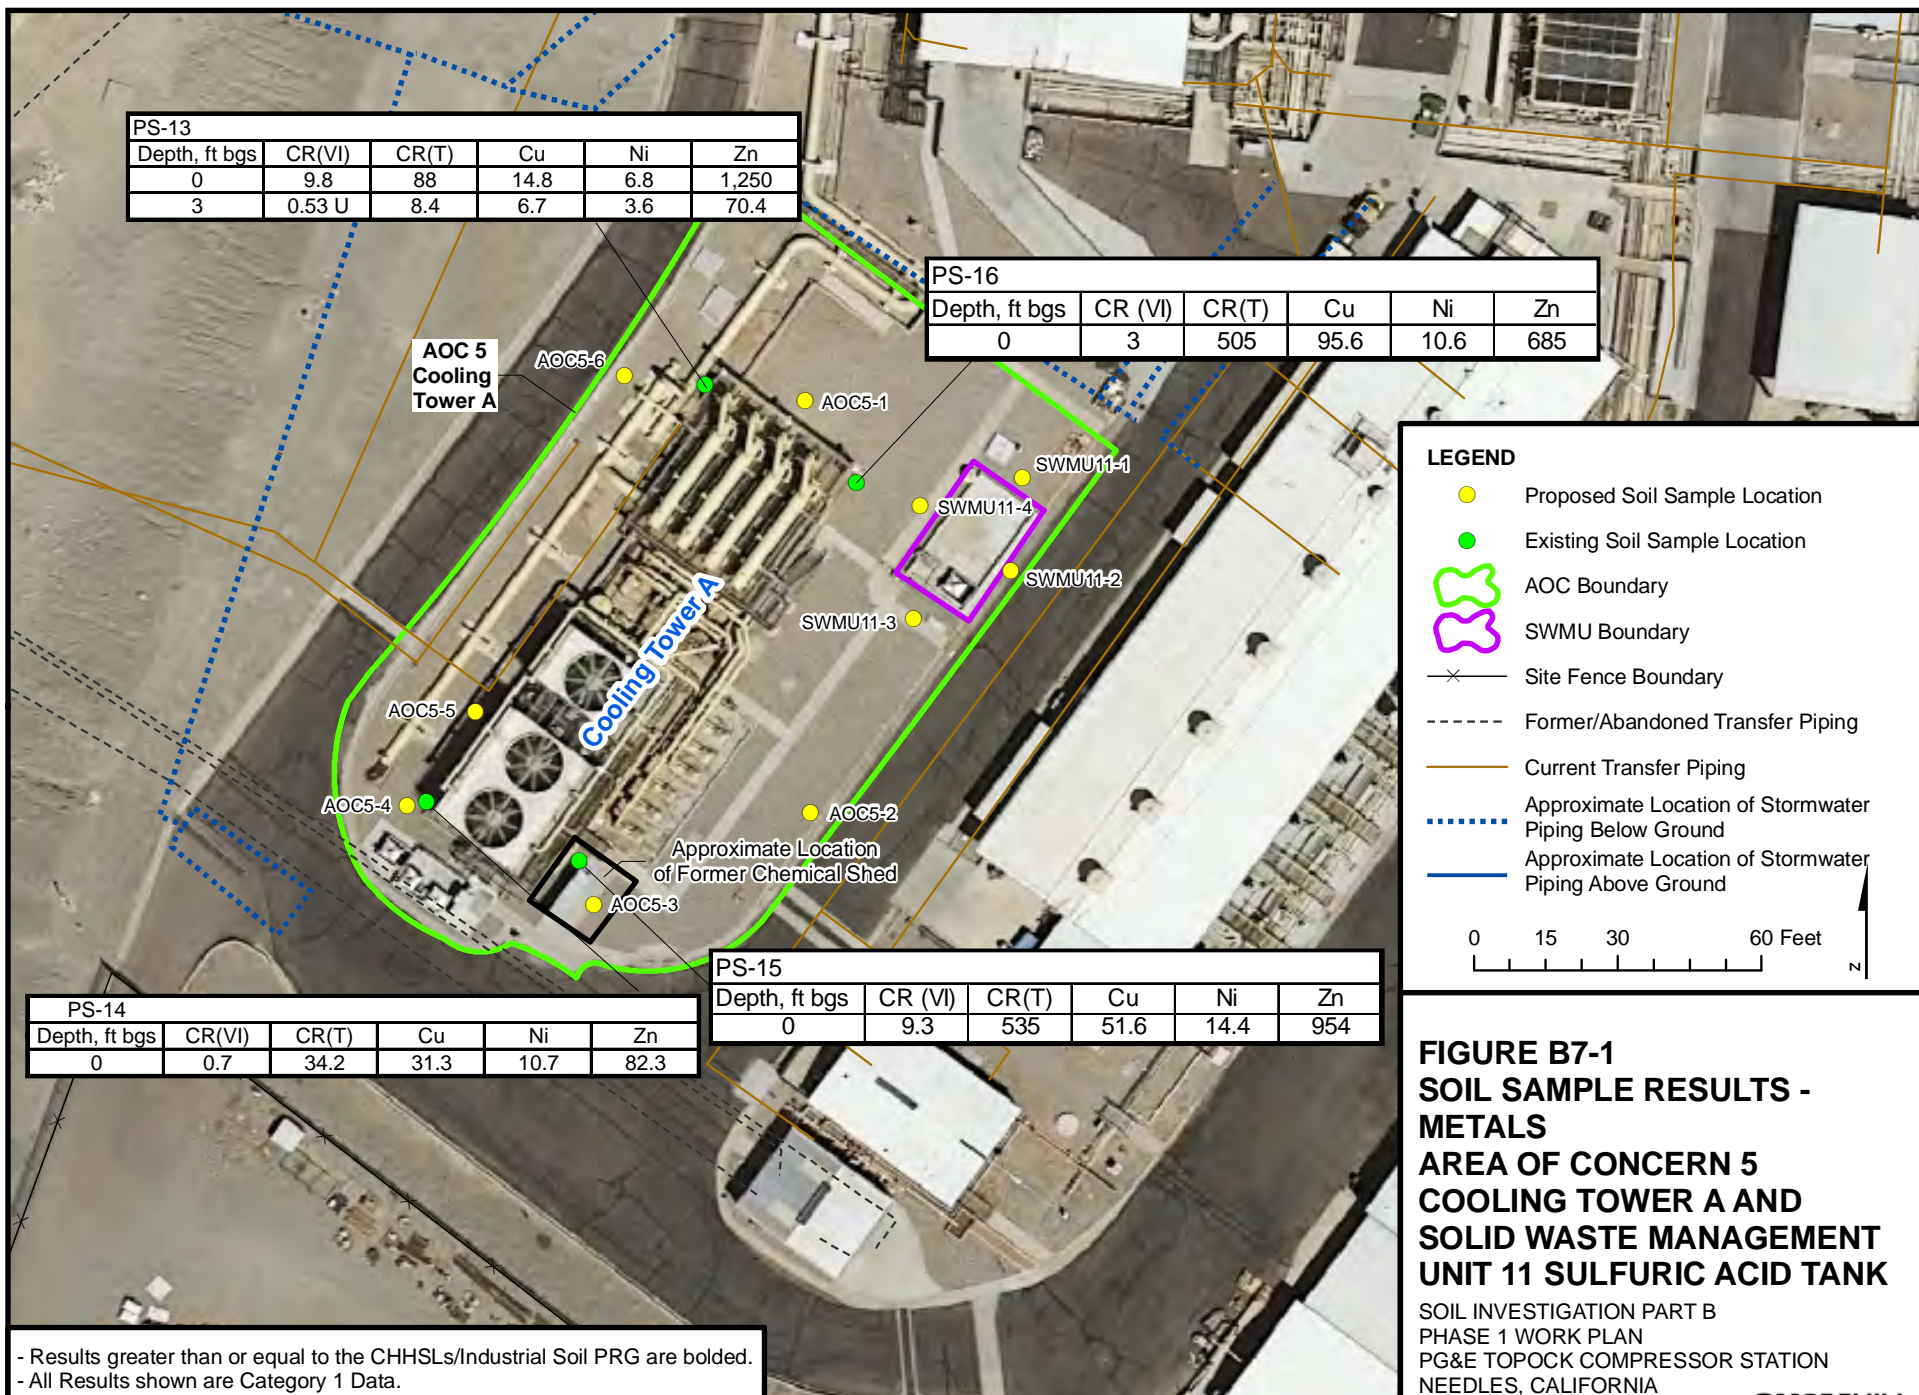 PS-13
Depth, ft bgs CR(VI) CR(T) Cu Ni Zn
0 9.8 88 14.8 6.8 1,250
3 0.53 U 8.4 6.7 3.6 70.4
PS-16
Depth, ft bgs CR (VI) CR(T) Cu Ni Zn
0 3 505 95.6 10.6 685
AOC 5
Cooling
Tower A
AOC5-6
AOC5-1
SWMU11-1
SWMU11-4
SWMU11-2
SWMU11-3
Cooling Tower A
AOC5-5
AOC5-4
AOC5-2
Approximate Location
of Former Chemical Shed
AOC5-3
PS-15
Depth, ft bgs CR (VI) CR(T) Cu Ni Zn
0 9.3 535 51.6 14.4 954
PS-14
Depth, ft bgs CR(VI) CR(T) Cu Ni Zn
0 0.7 34.2 31.3 10.7 82.3
LEGEND
Proposed Soil Sample Location
Existing Soil Sample Location
AOC Boundary
SWMU Boundary
Site Fence Boundary
Former/Abandoned Transfer Piping
Current Transfer Piping
Approximate Location of Stormwater
Piping Below Ground
Approximate Location of Stormwater
Piping Above Ground
0 15 30 60 Feet
Z
FIGURE B7-1
SOIL SAMPLE RESULTS -
METALS
AREA OF CONCERN 5
COOLING TOWER A AND
SOLID WASTE MANAGEMENT
UNIT 11 SULFURIC ACID TANK
SOIL INVESTIGATION PART B
PHASE 1 WORK PLAN
PG&E TOPOCK COMPRESSOR STATION
NEEDLES, CALIFORNIA
- Results greater than or equal to the CHHSLs/Industrial Soil PRG are bolded.
- All Results shown are Category 1 Data.